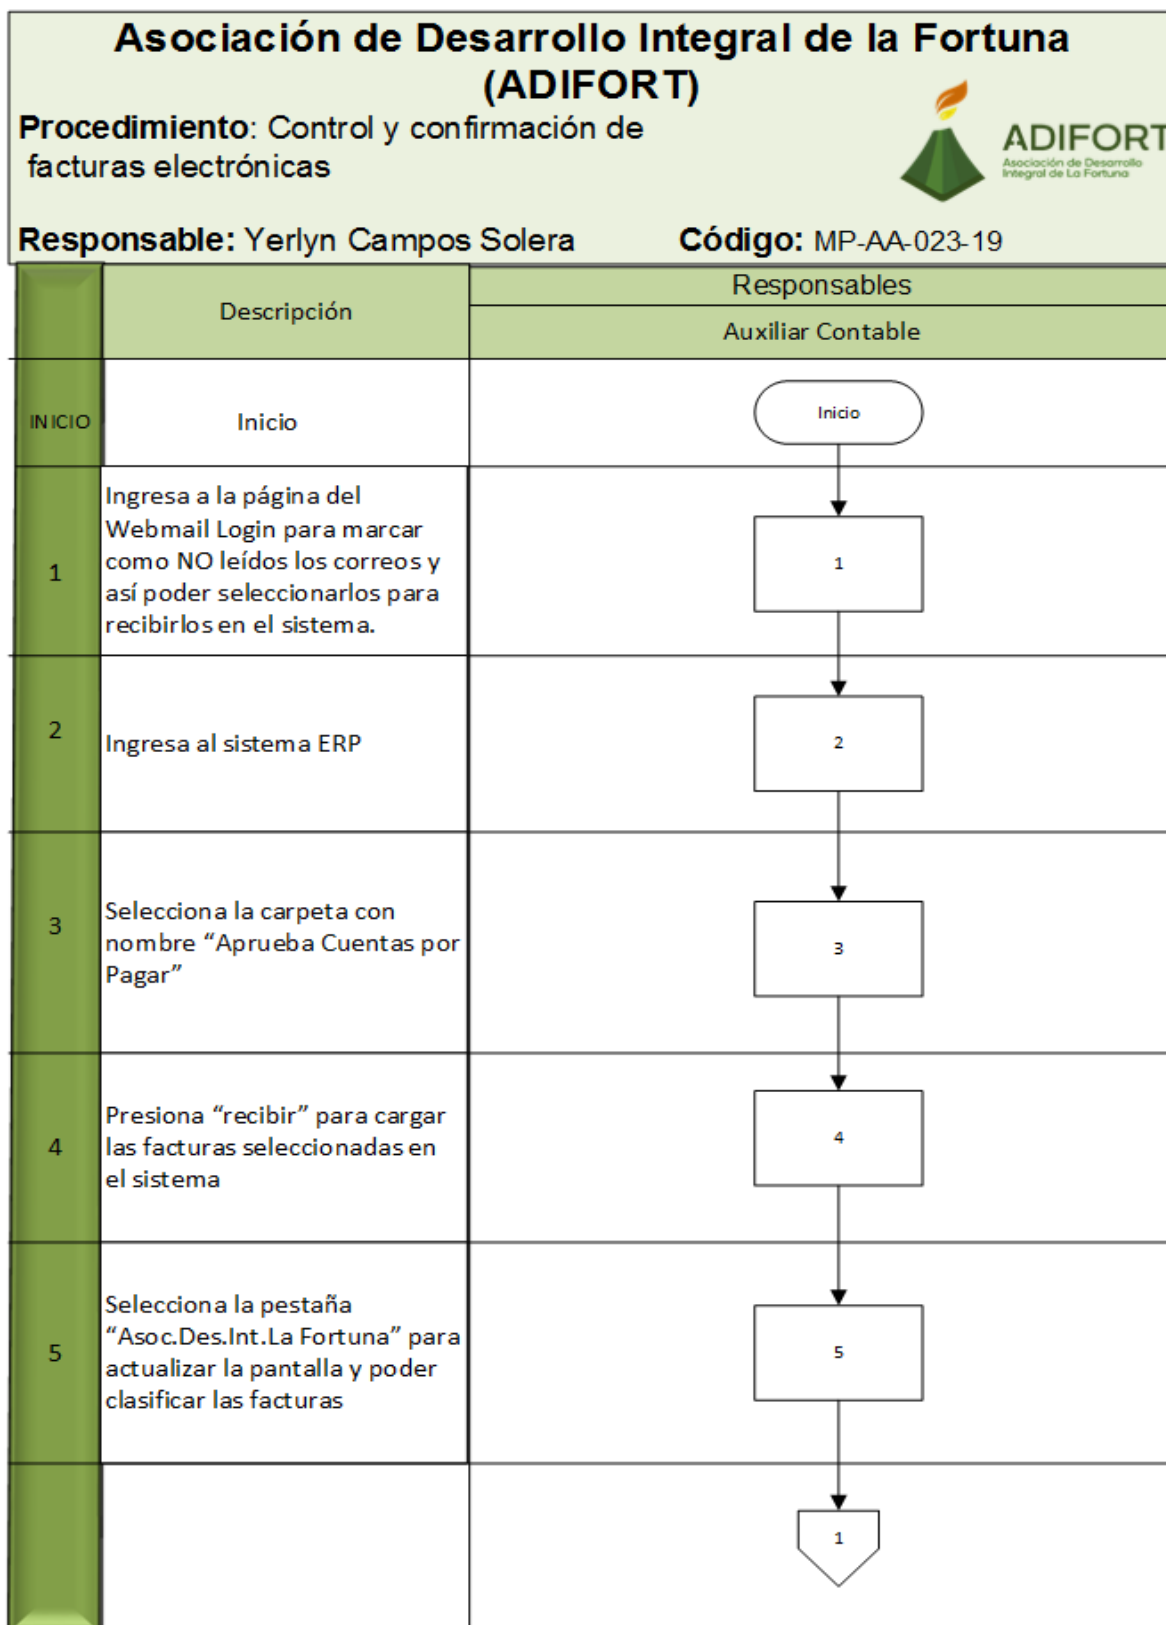 Asociación de Desarrollo Integral de la Fortuna
(ADIFORT)
Procedimiento: Control y confirmación de
facturas electrónicas
ADIFORT
Asociación de Desarrollo
Integral de La Fortuna
Responsable: Yerlyn Campos Solera Código: MP-AA-023-19
Descripción
Responsables
Auxiliar Contable
INICIO
Inicio
Inicio
1
Ingresa a la página del
Webmail Login para marcar
como NO leídos los correos y
así poder seleccionarlos para
recibirlos en el sistema.
1
2
Ingresa al sistema ERP
2
3
Selecciona la carpeta con
nombre “Aprueba Cuentas por
Pagar”
3
4
Presiona “recibir” para cargar
las facturas seleccionadas en
el sistema
4
5
Selecciona la pestaña
“Asoc.Des.Int.La Fortuna” para
actualizar la pantalla y poder
clasificar las facturas
5
1